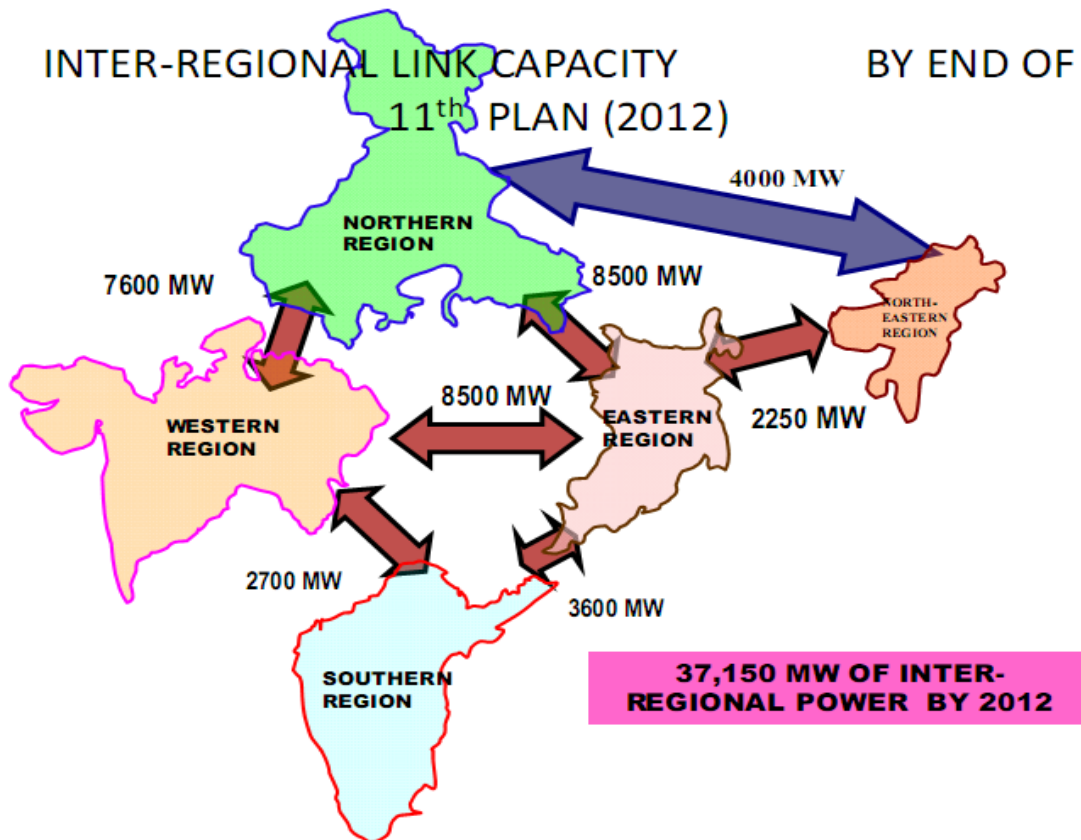 INTER-REGIONAL LINK CAPACITY BY END OF
11th PLAN (2012)
4000 MW
NORTHERN
REGION
7600 MW
8500 MW
NORTH-
EASTERN
REGION
8500 MW
WESTERN
REGION
EASTERN
REGION
2250 MW
2700 MW
3600 MW
SOUTHERN
REGION
37,150 MW OF INTER-
REGIONAL POWER BY 2012